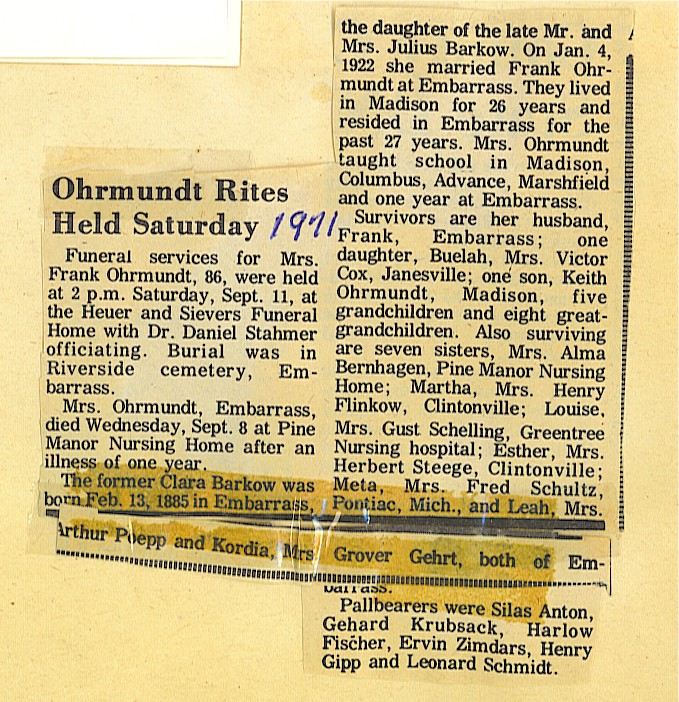 Ohrmundt Rites
Held Saturday 1971
Funeral services for Mrs.
Frank Ohrmundt, 86, were held
at 2 p.m. Saturday, Sept. 11, at
the Heuer and Sievers Funeral
Home with Dr. Daniel Stahmer
officiating. Burial was in
Riverside cemetery, Em-
barrass.
Mrs. Ohrmundt, Embarrass,
died Wednesday, Sept. 8 at Pine
Manor Nursing Home after an
illness of one year.
The former Clara Barkow was
born Feb. 13, 1885 in Embarrass,
the daughter of the late Mr. and
Mrs. Julius Barkow. On Jan. 4,
1922 she married Frank Ohr-
mundt at Embarrass. They lived
in Madison for 26 years and
resided in Embarrass for the
past 27 years. Mrs. Ohrmundt
taught school in Madison,
Columbus, Advance, Marshfield
and one year at Embarrass.
Survivors are her husband,
Frank, Embarrass; one
daughter, Buelah, Mrs. Victor
Cox, Janesville; one son, Keith
Ohrmundt, Madison, five
grandchildren and eight great-
grandchildren. Also surviving
are seven sisters, Mrs. Alma
Bernhagen, Pine Manor Nursing
Home; Martha, Mrs. Henry
Flinkow, Clintonville; Louise,
Mrs. Gust Schelling, Greentree
Nursing hospital; Esther, Mrs.
Herbert Steege, Clintonville;
Meta, Mrs. Fred Schultz,
Pontiac, Mich., and Leah, Mrs.
Arthur Poepp and Kordia, Mrs. Grover Gehrt, both of Em-
barrass.
Pallbearers were Silas Anton,
Gehard Krubsack, Harlow
Fischer, Ervin Zimdars, Henry
Gipp and Leonard Schmidt.